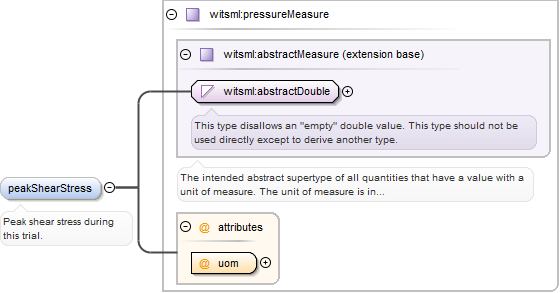 witsml:pressureMeasure
witsml:abstractMeasure (extension base)
witsml:abstractDouble
This type disallows an "empty" double value. This type should not be
used directly except to derive another type.
The intended abstract supertype of all quantities that have a value with a
unit of measure. The unit of measure is in...
peakShearStress
Peak shear stress during
this trial.
@ attributes
@ uom